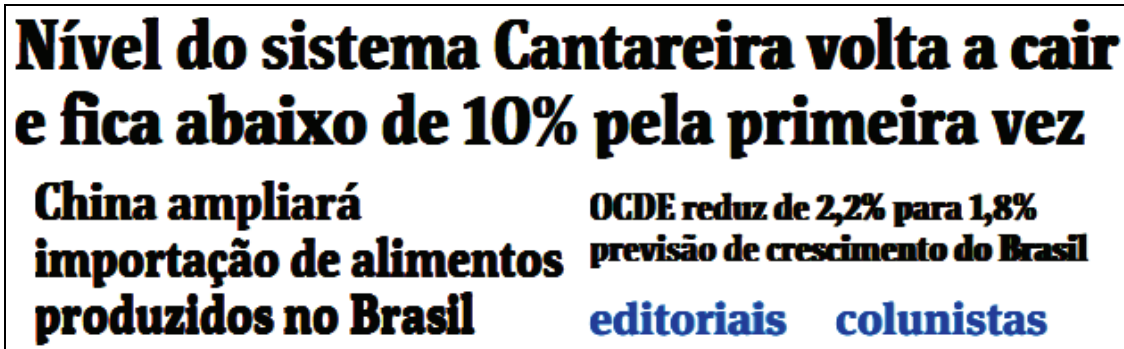 Nível do sistema Cantareira volta a cair
e fica abaixo de 10% pela primeira vez
China ampliará
importação de alimentos
produzidos no Brasil
OCDE reduz de 2,2% para 1,8%
previsão de crescimento do Brasil
editoriais colunistas